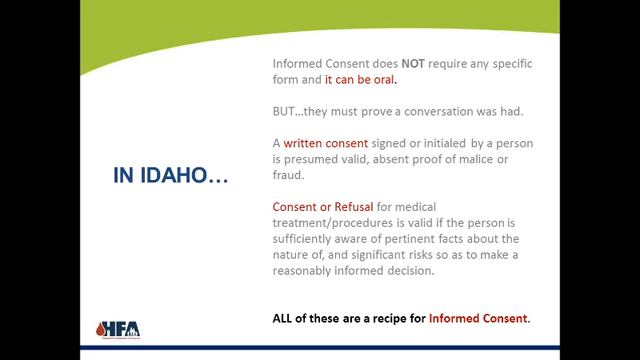 Informed Consent does NOT require any specific
form and it can be oral.
BUT...they must prove a conversation was had.
A written consent signed or initialed by a person
is presumed valid, absent proof of malice or
fraud.
IN IDAHO...
Consent or Refusal for medical
treatment/procedures is valid if the person is
sufficiently aware of pertinent facts about the
nature of, and significant risks so as to make a
reasonably informed decision.
ALL of these are a recipe for Informed Consent.
HFA